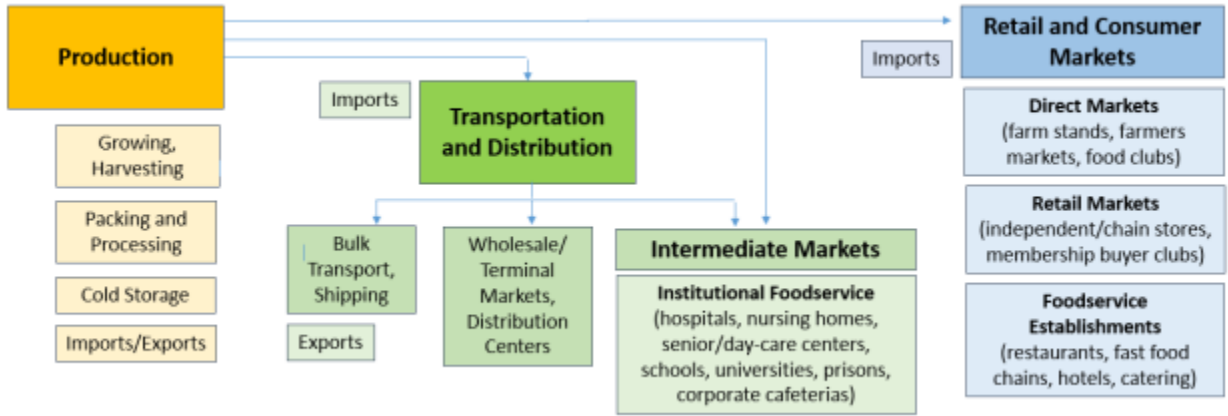 Production
Growing,
Harvesting
Packing and
Processing
Cold Storage
Imports/Exports
Imports
Transportation
and Distribution
Bulk
Transport,
Shipping
Exports
Wholesale/
Terminal
Markets,
Distribution
Centers
Intermediate Markets
Institutional Foodservice
(hospitals, nursing homes,
senior/day-care centers,
schools, universities, prisons,
corporate cafeterias)
Imports
Retail and Consumer
Markets
Direct Markets
(farm stands, farmers
markets, food clubs)
Retail Markets
(independent/chain stores,
membership buyer clubs)
Foodservice
Establishments
(restaurants, fast food
chains, hotels, catering)